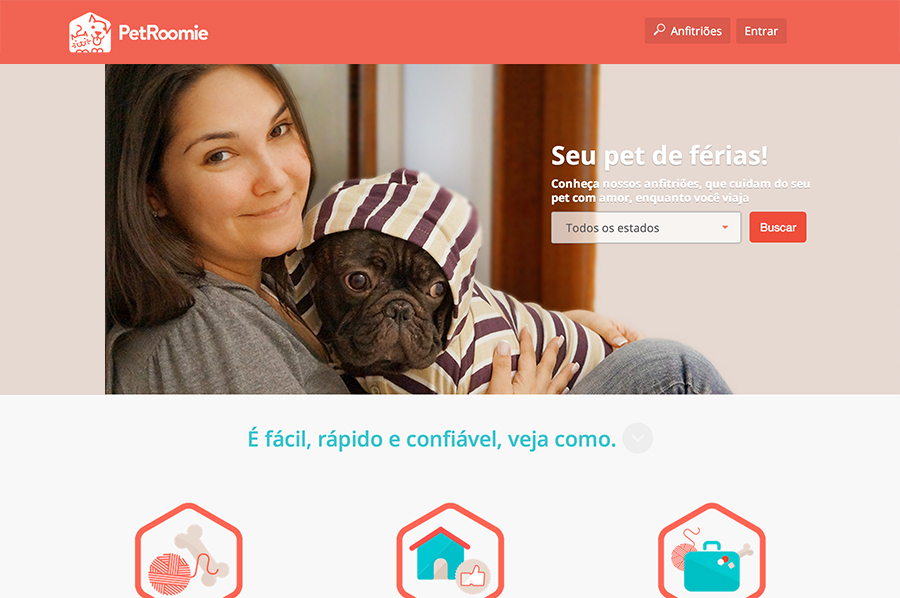 PetRoomie
Anfitriões
Entrar
Seu pet de férias!
Conheça nossos anfitriões, que cuidam do seu
pet com amor, enquanto você viaja
Todos os estados
Buscar
É fácil, rápido e confiável, veja como.